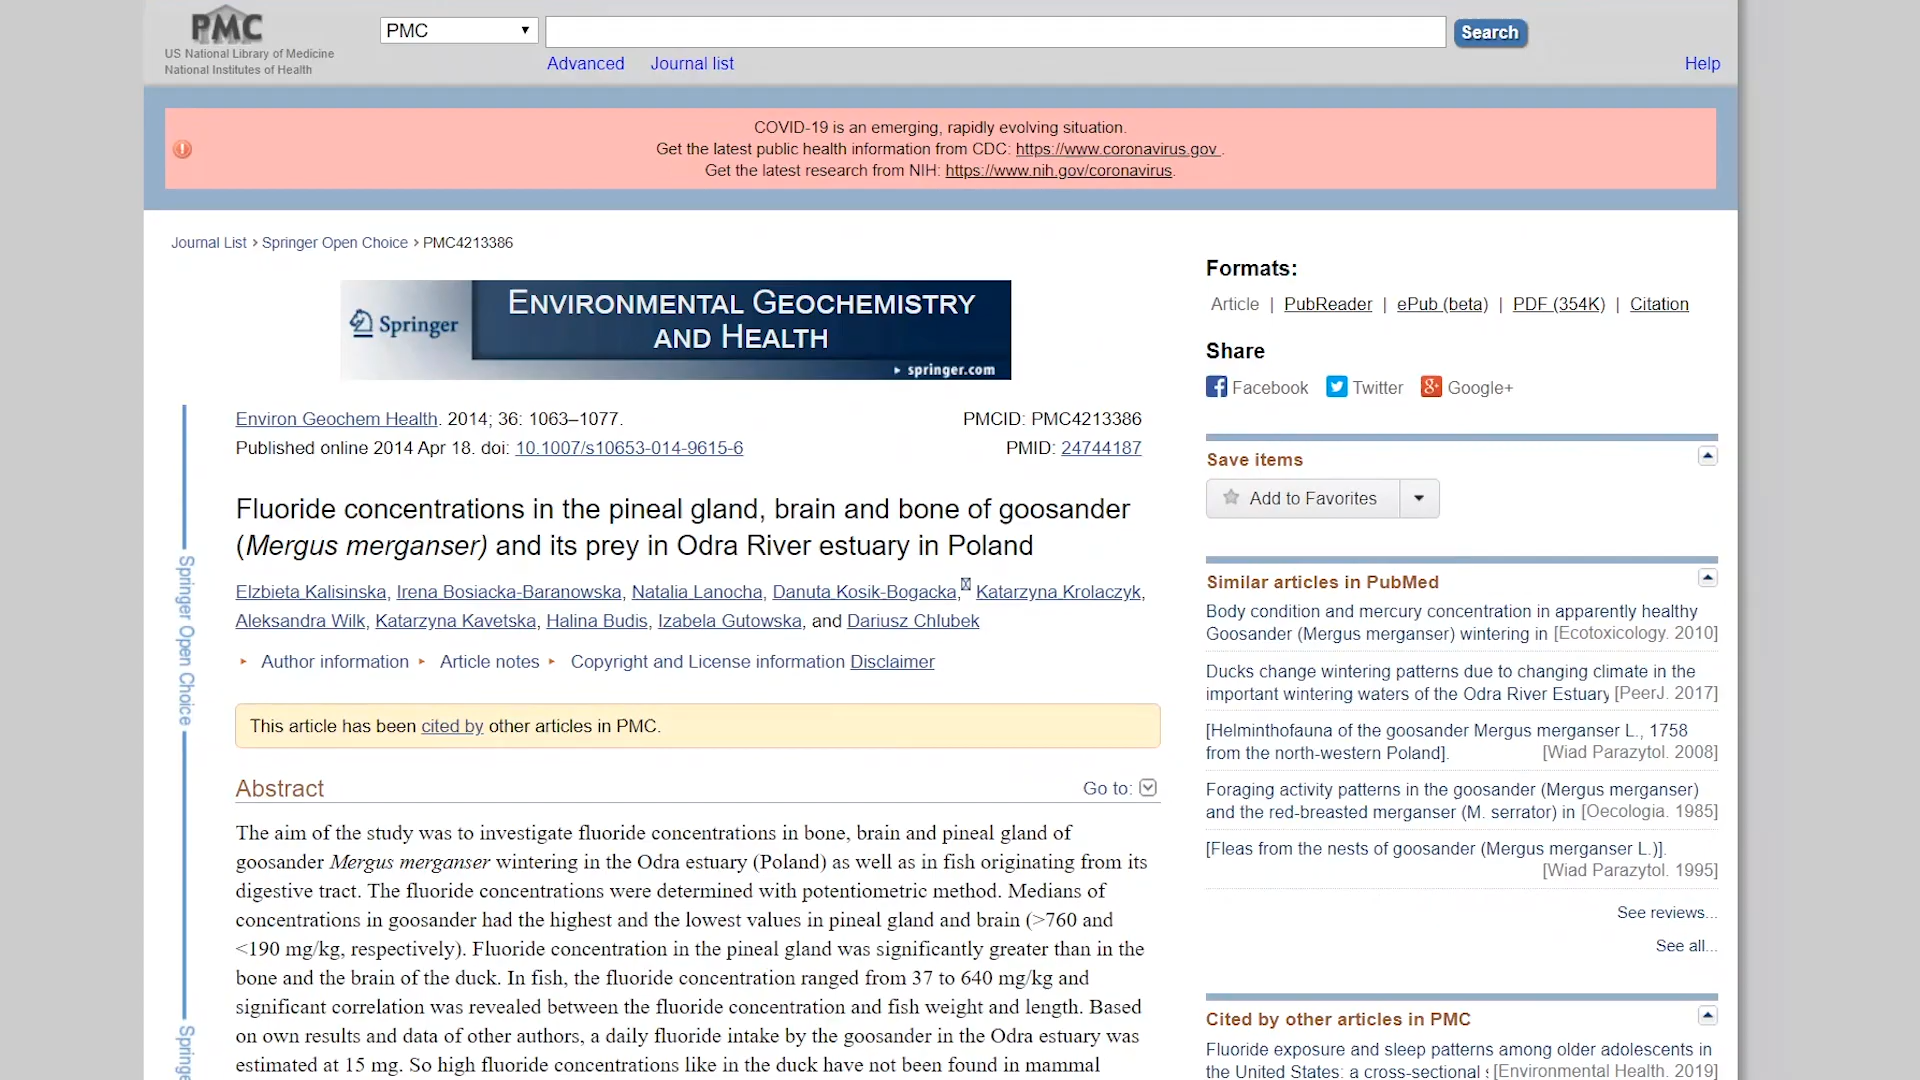 PMC
US National Library of Medicine
National Institutes of Health
PMC
Search
Advanced Journal list
Help
COVID-19 is an emerging, rapidly evolving situation.
Get the latest public health information from CDC: https://www.coronavirus.gov .
Get the latest research from NIH: https://www.nih.gov/coronavirus.
Journal List > Springer Open Choice > PMC4213386
Springer
ENVIRONMENTAL GEOCHEMISTRY
AND HEALTH
springer.com
Environ Geochem Health. 2014; 36: 1063–1077.
PMCID: PMC4213386
Published online 2014 Apr 18. doi: 10.1007/s10653-014-9615-6
PMID: 24744187
Fluoride concentrations in the pineal gland, brain and bone of goosander
(Mergus merganser) and its prey in Odra River estuary in Poland
Elzbieta Kalisinska, Irena Bosiacka-Baranowska, Natalia Lanocha, Danuta Kosik-Bogacka, Katarzyna Krolaczyk,
Aleksandra Wilk, Katarzyna Kavetska, Halina Budis, Izabela Gutowska, and Dariusz Chlubek
Author information Article notes Copyright and License information Disclaimer
This article has been cited by other articles in PMC.
Abstract
Go to:
The aim of the study was to investigate fluoride concentrations in bone, brain and pineal gland of
goosander Mergus merganser wintering in the Odra estuary (Poland) as well as in fish originating from its
digestive tract. The fluoride concentrations were determined with potentiometric method. Medians of
concentrations in goosander had the highest and the lowest values in pineal gland and brain (>760 and
<190 mg/kg, respectively). Fluoride concentration in the pineal gland was significantly greater than in the
bone and the brain of the duck. In fish, the fluoride concentration ranged from 37 to 640 mg/kg and
significant correlation was revealed between the fluoride concentration and fish weight and length. Based
on own results and data of other authors, a daily fluoride intake by the goosander in the Odra estuary was
estimated at 15 mg. So high fluoride concentrations like in the duck have not been found in mammal
Springer Open Choice
Springe
Formats:
Article | PubReader | ePub (beta) | PDF (354K) | Citation
Share
Facebook Twitter Google+
Save items
Add to Favorites
Similar articles in PubMed
Body condition and mercury concentration in apparently healthy
Goosander (Mergus merganser) wintering in [Ecotoxicology. 2010]
Ducks change wintering patterns due to changing climate in the
important wintering waters of the Odra River Estuary [PeerJ. 2017]
[Helminthofauna of the goosander Mergus merganser L., 1758
from the north-western Poland]. [Wiad Parazytol. 2008]
Foraging activity patterns in the goosander (Mergus merganser)
and the red-breasted merganser (M. serrator) in [Oecologia. 1985]
[Fleas from the nests of goosander (Mergus merganser L.)].
[Wiad Parazytol. 1995]
See reviews...
See all...
Cited by other articles in PMC
Fluoride exposure and sleep patterns among older adolescents in
the United States: a cross-sectional [Environmental Health. 2019]